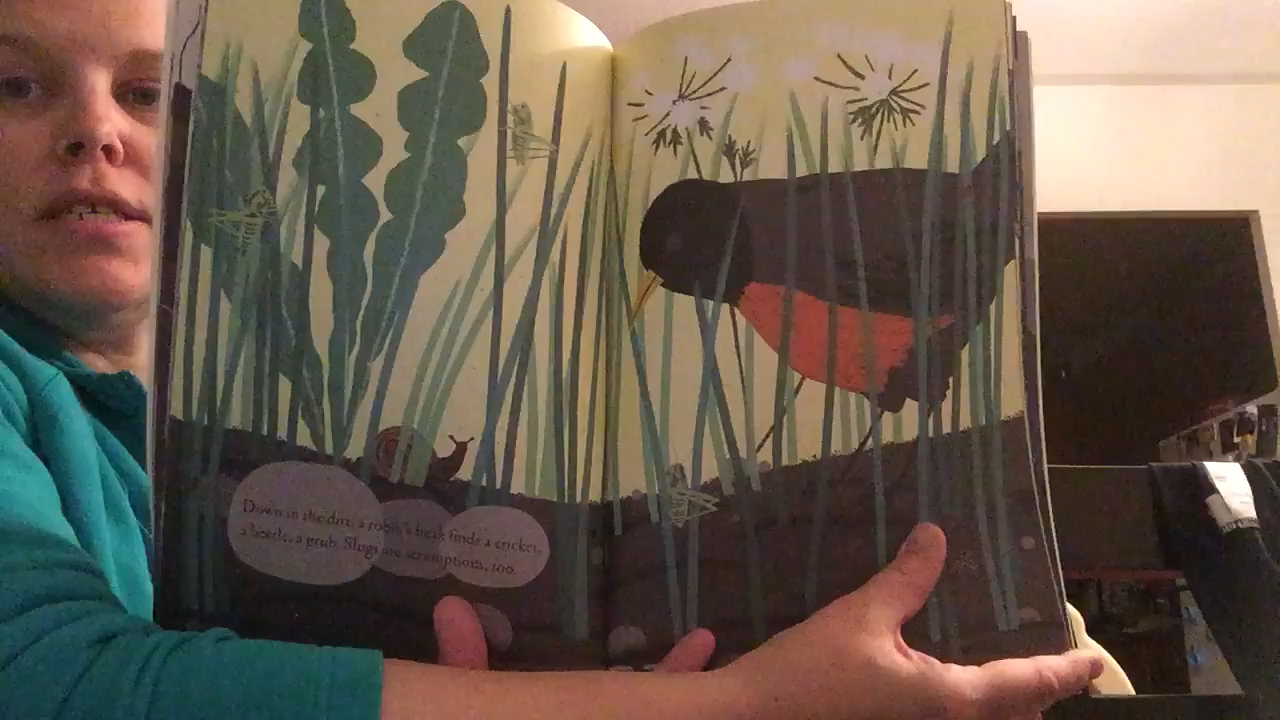 Down in the dirt, a robin's beak finds a cricket,
a beetle, a grub. Slugs are scrumptious, too.